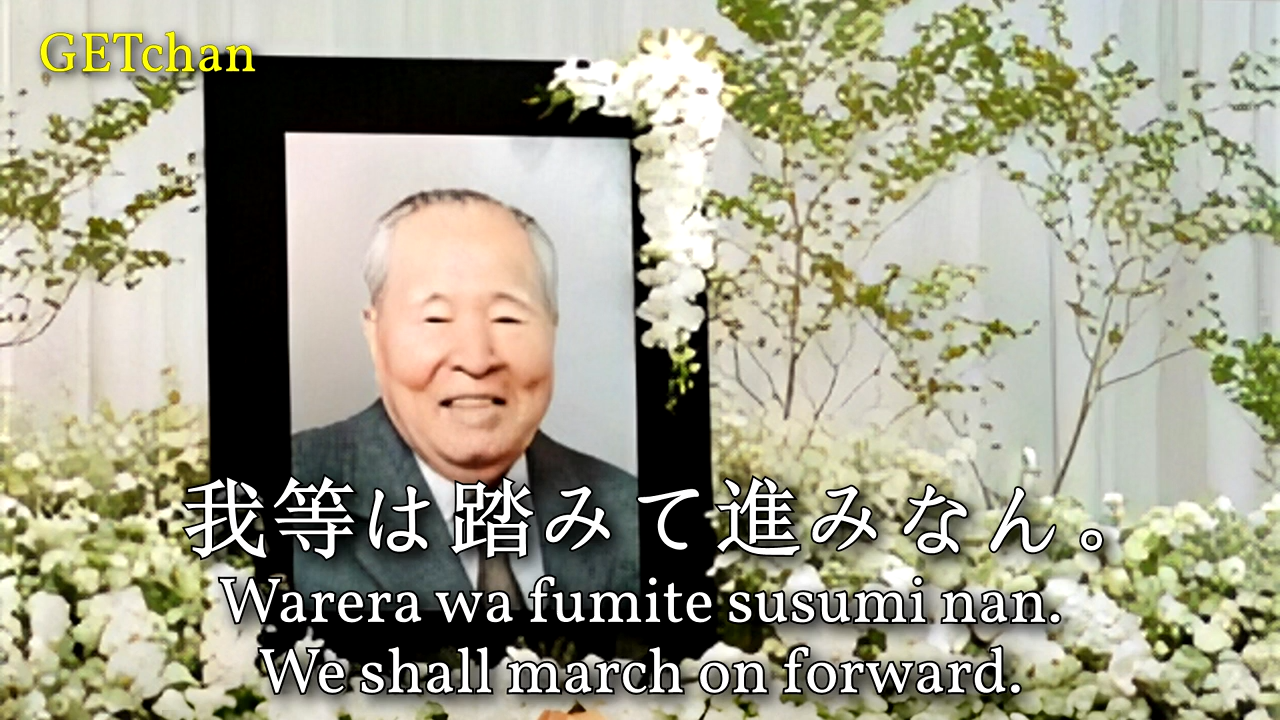 GETchan
我等は踏みて進みなん。
Warera wa fumite susumi nan.
We shall march on forward.